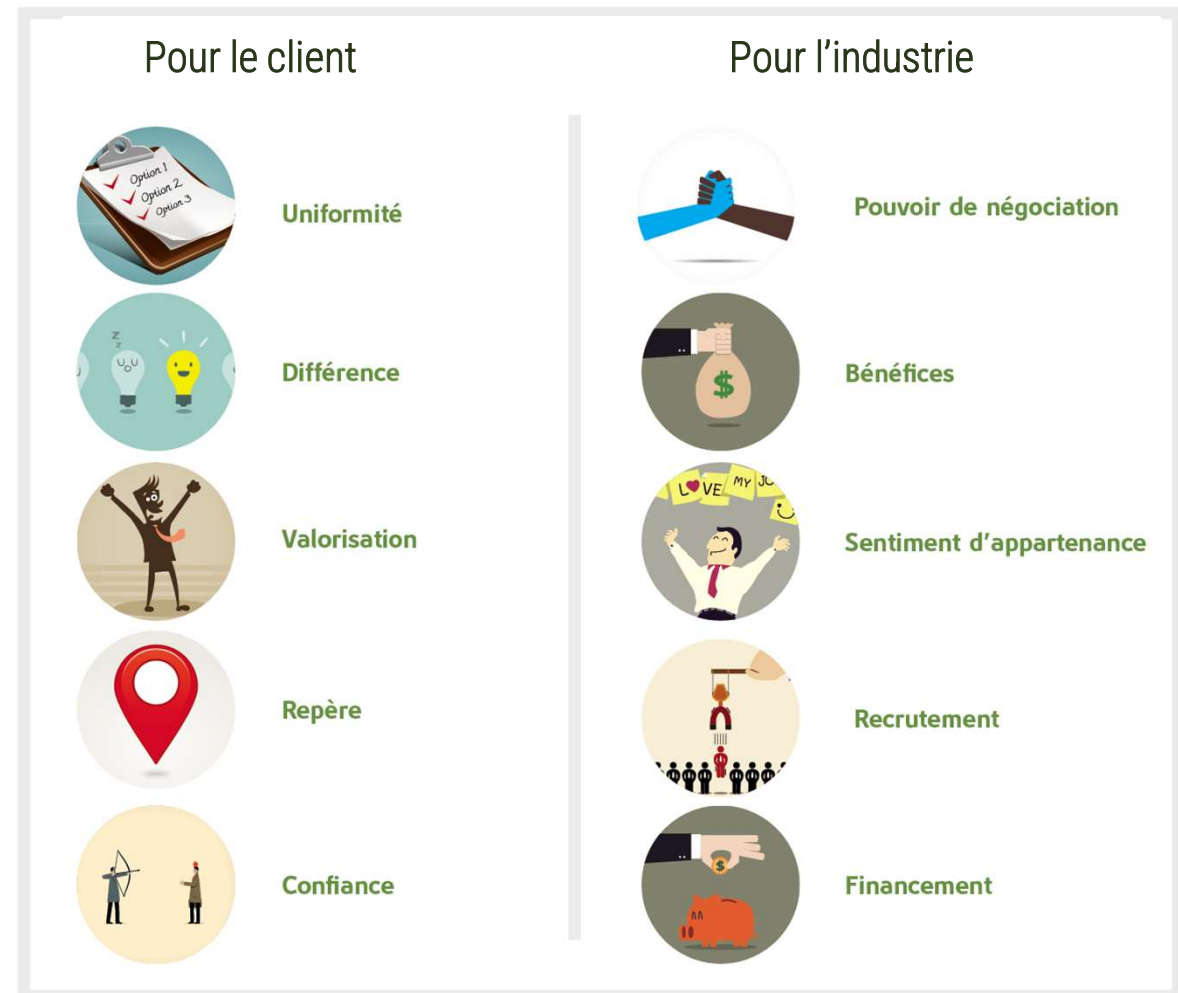 Pour le client
Option 1
Option 2
Option 3
Uniformité
z
z
Différence
Valorisation
Repère
Confiance
Pour l’industrie
Pouvoir de négociation
$
Bénéfices
L VE MY
Sentiment d’appartenance
Recrutement
$
Financement